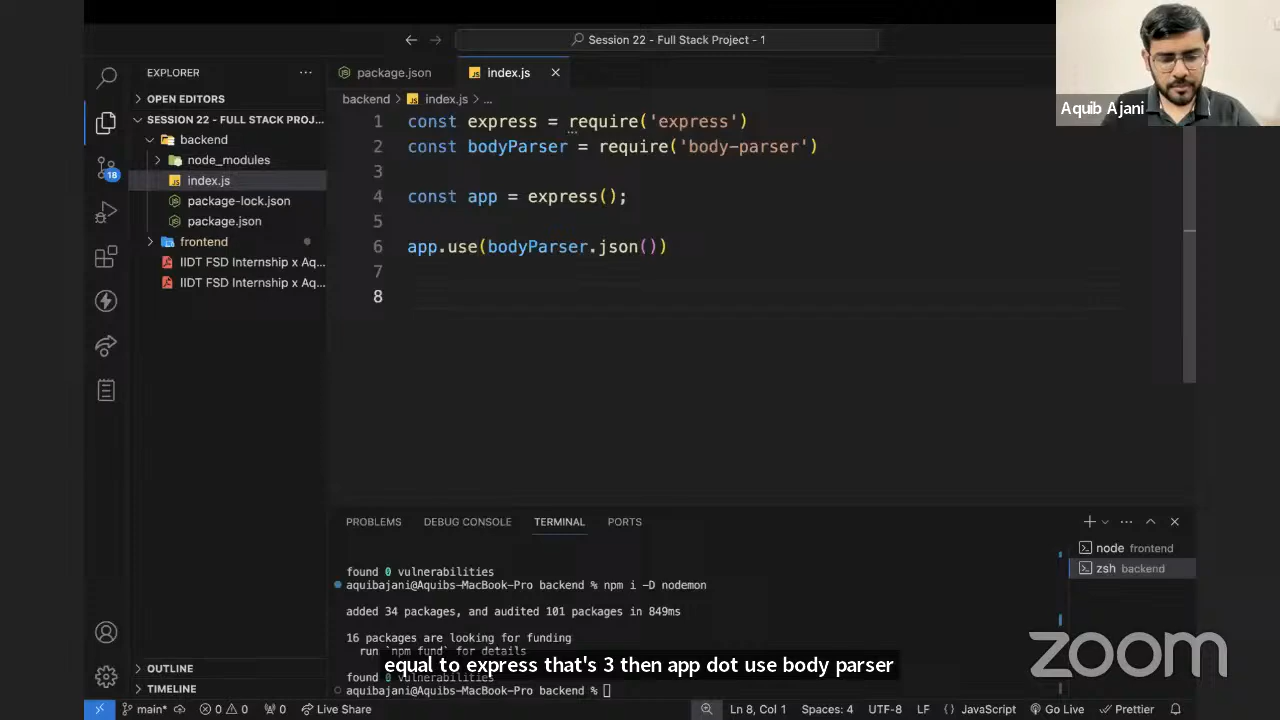 Session 22 - Full Stack Project - 1
Aquib Ajani
EXPLORER
package.json
index.js
OPEN EDITORS
SESSION 22 - FULL STACK PROJ...
backend
node_modules
index.js
package-lock.json
package.json
frontend
IIDT FSD Internship x Aq...
IIDT FSD Internship x Aq...
18
backend > index.js > ...
1 const express = require('express')
2 const bodyParser = require('body-parser')
3
4 const app = express();
5
6 app.use(bodyParser.json())
7
8
PROBLEMS DEBUG CONSOLE TERMINAL PORTS
found 0 vulnerabilities
aquibajani@Aquibs-MacBook-Pro backend % npm i -D nodemon
added 34 packages, and audited 101 packages in 849ms
16 packages are looking for funding
run `npm fund` for details
found 0 vulnerabilities
aquibajani@Aquibs-MacBook-Pro backend %
node frontend
zsh backend
equal to express that's 3 then app dot use body parser
zoom
OUTLINE
TIMELINE
main* 0 0 0 Live Share
Ln 8, Col 1 Spaces: 4 UTF-8 LF {} JavaScript Go Live Prettier